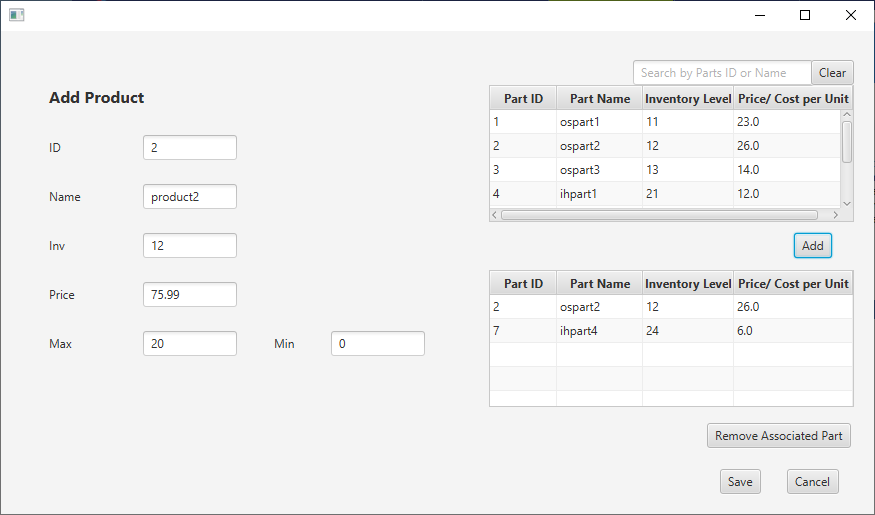 Search by Parts ID or Name Clear
Add Product
ID 2
Name product2
Inv 12
Price 75.99
Max 20 Min 0
Part ID Part Name Inventory Level Price/ Cost per Unit
1 ospart1 11 23.0
2 ospart2 12 26.0
3 ospart3 13 14.0
4 ihpart1 21 12.0
Add
Part ID Part Name Inventory Level Price/ Cost per Unit
2 ospart2 12 26.0
7 ihpart4 24 6.0
Remove Associated Part
Save Cancel